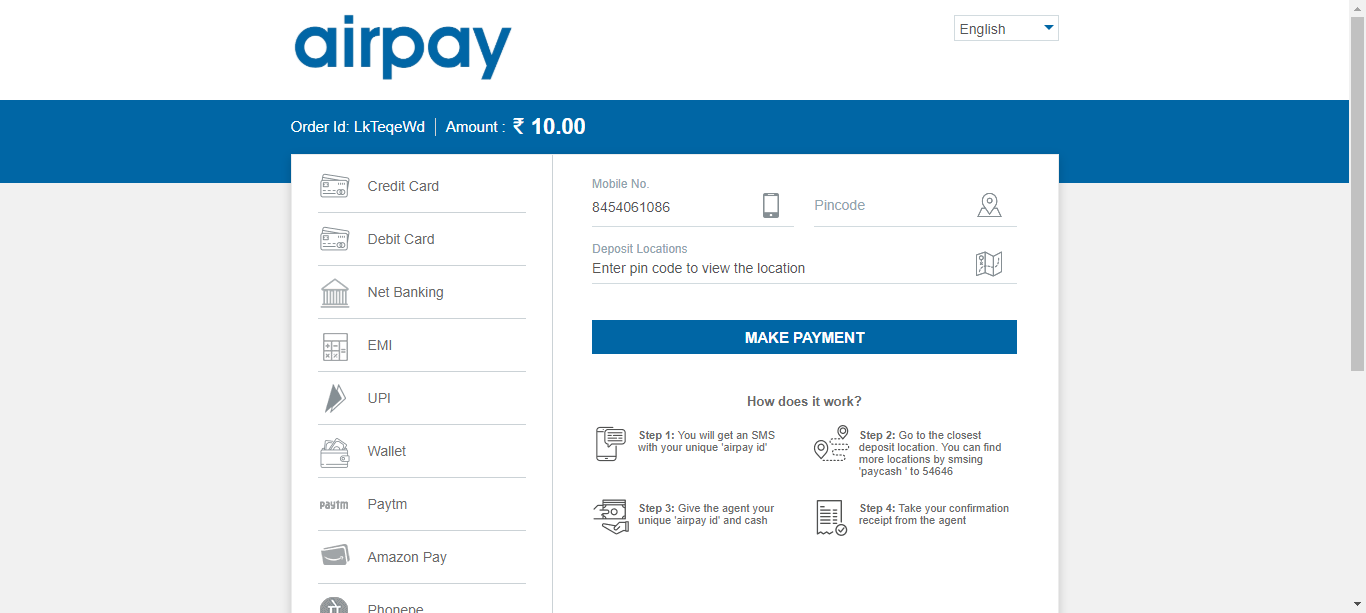 airpay
English
Order Id: LkTeqeWd
Amount : ₹ 10.00
Credit Card
Debit Card
Net Banking
EMI
UPI
Wallet
paytm
Paytm
Amazon Pay
Phonepe
Mobile No.
8454061086
Pincode
Deposit Locations
Enter pin code to view the location
MAKE PAYMENT
How does it work?
Step 1: You will get an SMS
with your unique 'airpay id'
Step 2: Go to the closest
deposit location. You can find
more locations by smsing
'paycash ' to 54646
Step 3: Give the agent your
unique 'airpay id' and cash
Step 4: Take your confirmation
receipt from the agent